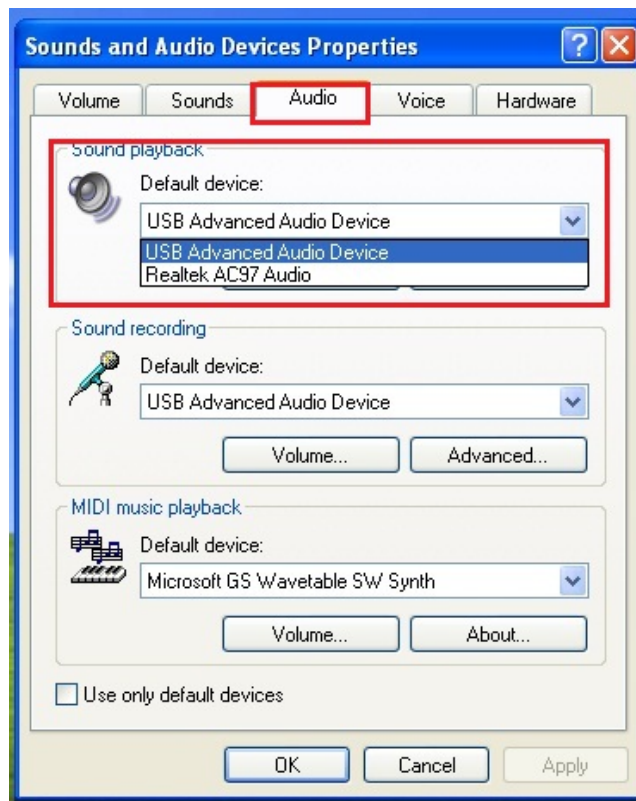 Sounds and Audio Devices Properties
Volume Sounds Audio Voice Hardware
Sound playback
Default device:
USB Advanced Audio Device
USB Advanced Audio Device
Realtek AC97 Audio
Sound recording
Default device:
USB Advanced Audio Device
Volume... Advanced...
MIDI music playback
Default device:
Microsoft GS Wavetable SW Synth
Volume... About...
Use only default devices
OK Cancel Apply